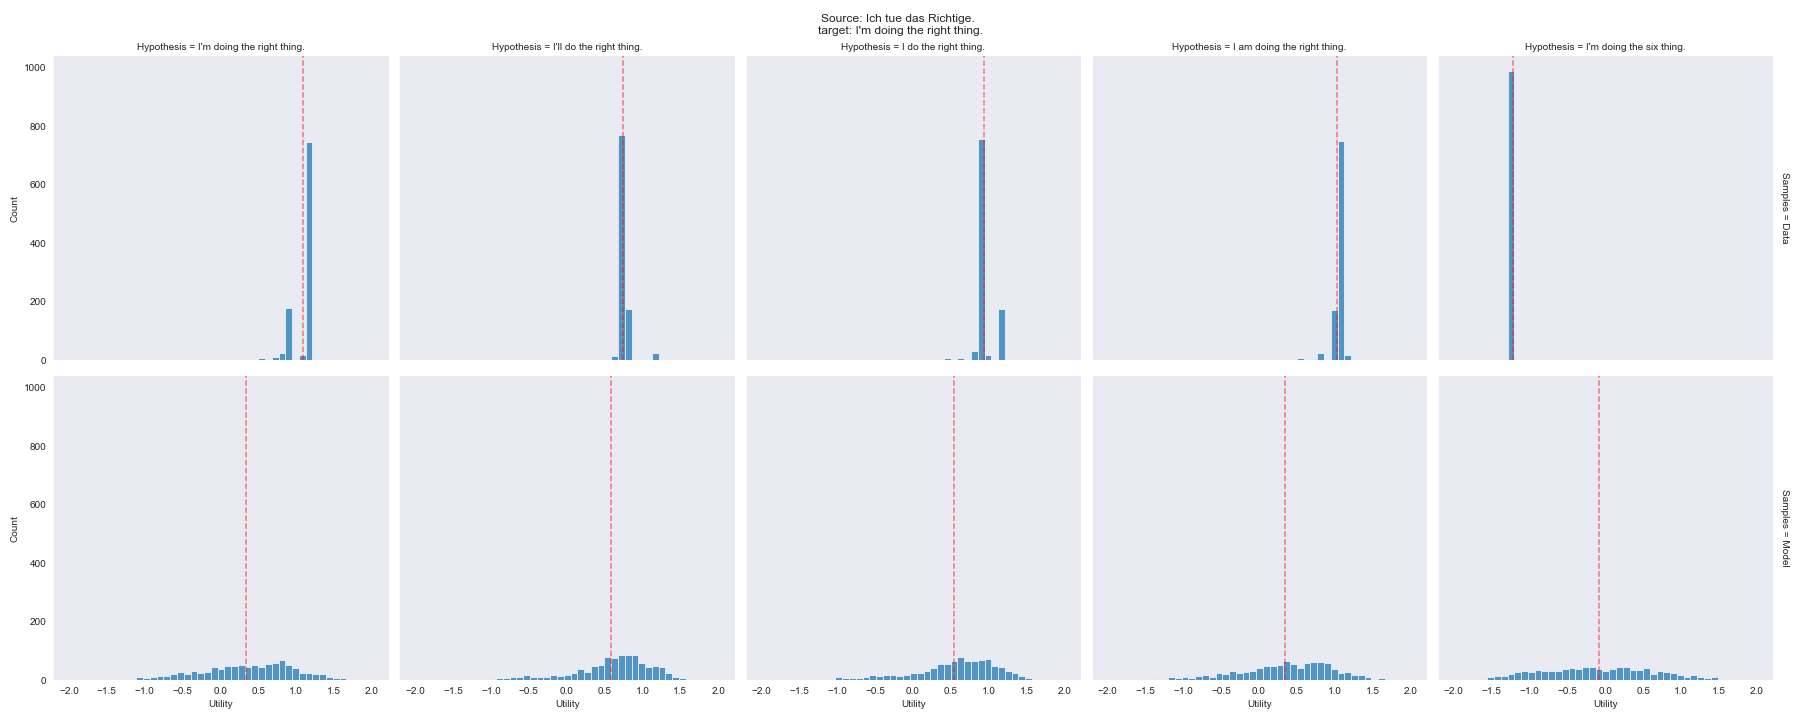 Source: Ich tue das Richtige.
target: I'm doing the right thing.
Hypothesis = I'm doing the right thing.
Hypothesis = I'll do the right thing.
Hypothesis = I do the right thing.
Hypothesis = I am doing the right thing.
Hypothesis = I'm doing the six thing.
1000
800
600
400
200
0
Count
Samples = Data
1000
800
600
400
200
0
Count
Samples = Model
−2.0 −1.5 −1.0 −0.5 0.0 0.5 1.0 1.5 2.0
Utility
−2.0 −1.5 −1.0 −0.5 0.0 0.5 1.0 1.5 2.0
Utility
−2.0 −1.5 −1.0 −0.5 0.0 0.5 1.0 1.5 2.0
Utility
−2.0 −1.5 −1.0 −0.5 0.0 0.5 1.0 1.5 2.0
Utility
−2.0 −1.5 −1.0 −0.5 0.0 0.5 1.0 1.5 2.0
Utility